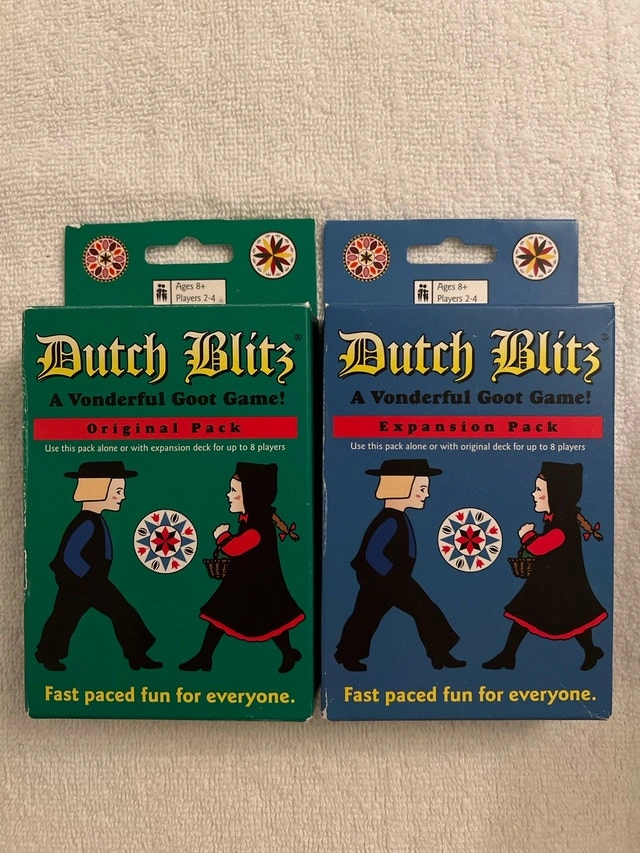 Ages 8+
Players 2-4
Dutch Blitz®
A Vonderful Goot Game!
Original Pack
Use this pack alone or with expansion deck for up to 8 players
Fast paced fun for everyone.
Ages 8+
Players 2-4
Dutch Blitz®
A Vonderful Goot Game!
Expansion Pack
Use this pack alone or with original deck for up to 8 players
Fast paced fun for everyone.